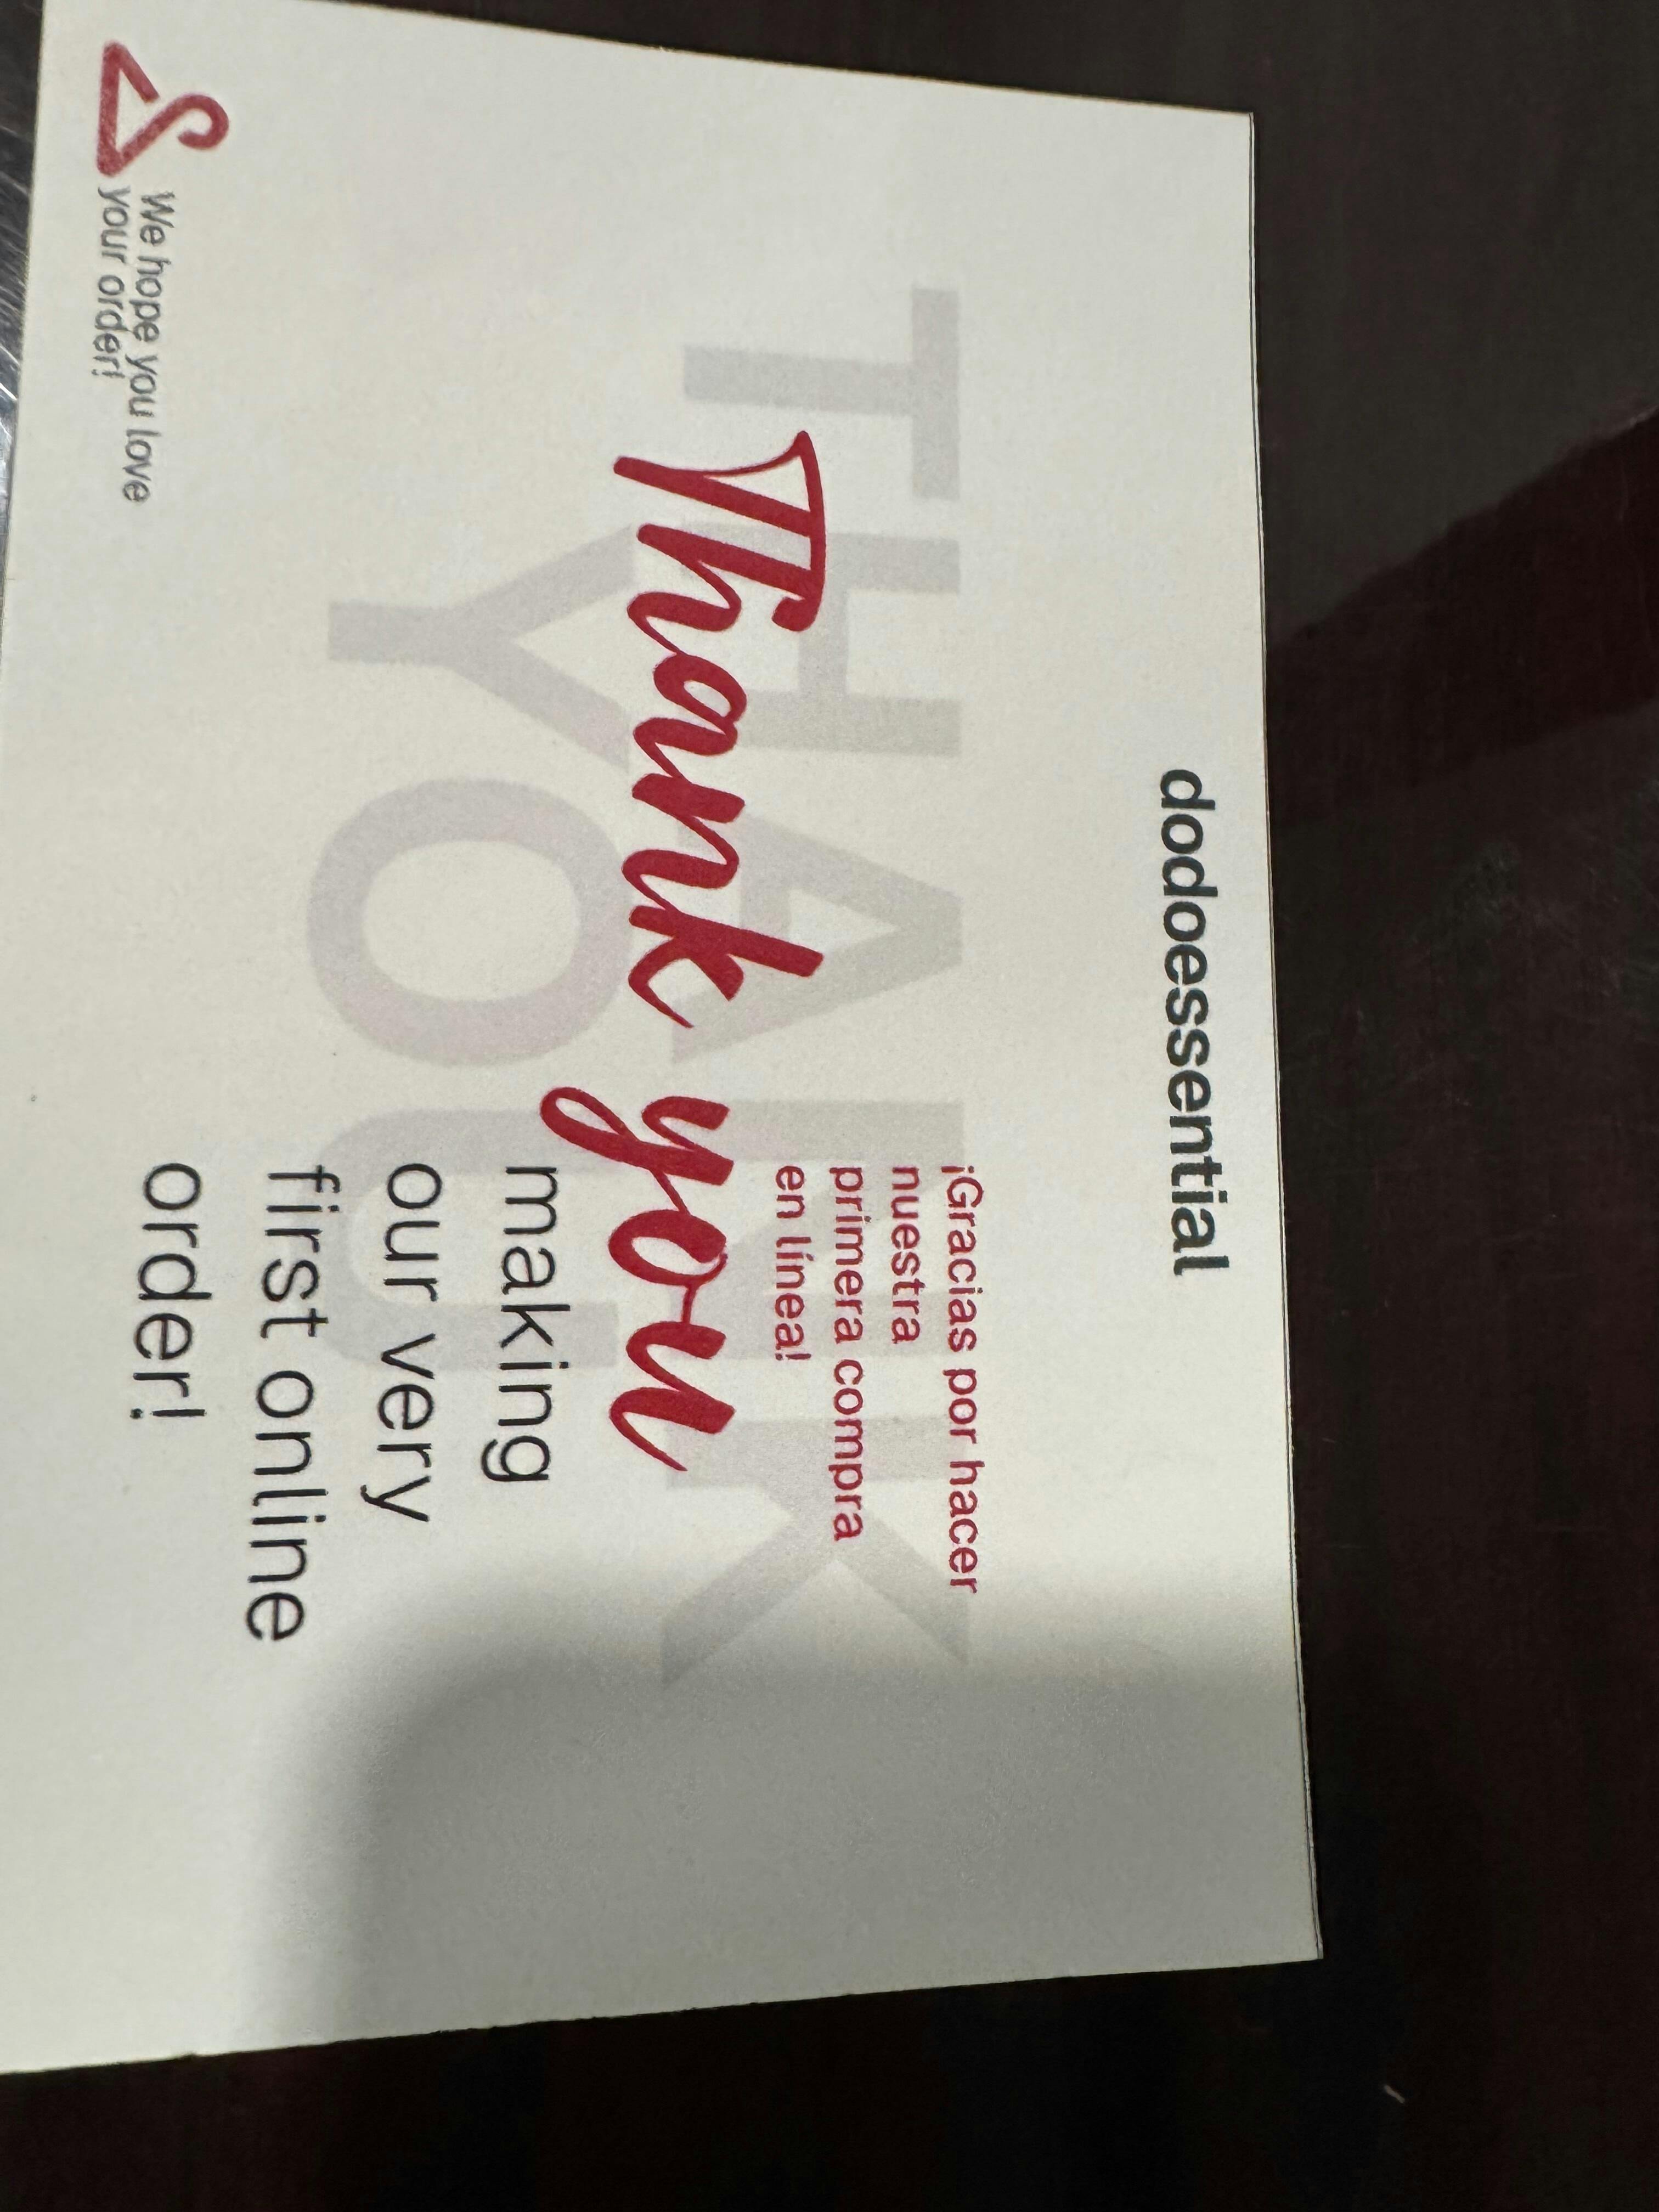 dodoessential
THANK
YOU
¡Gracias por hacer
nuestra
primera compra
en línea!
Thank you
making
our very
first online
order!
We hope you love
your order!